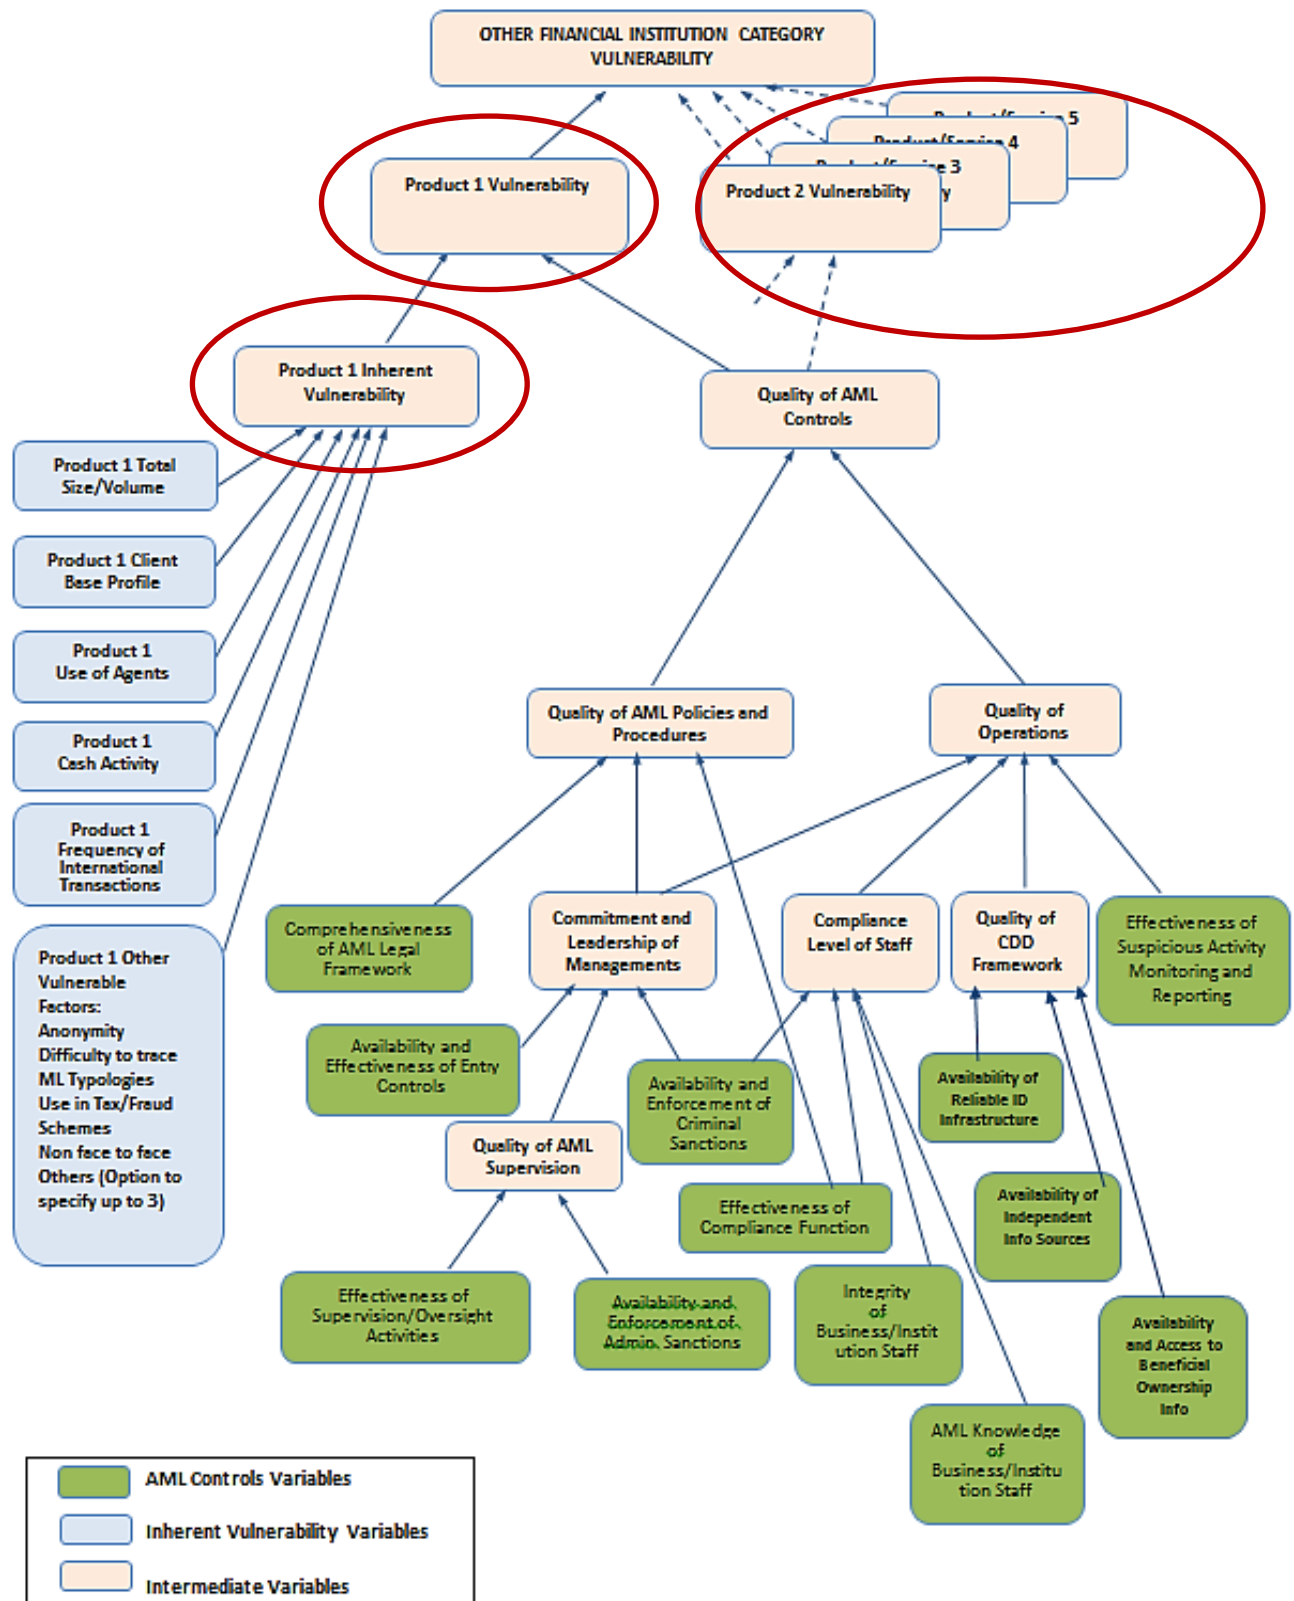 OTHER FINANCIAL INSTITUTION CATEGORY
VULNERABILITY
Product/Service 5
Product/Service 4
Product/Service 3
y
Product 1 Vulnerability
Product 2 Vulnerability
Product 1 Inherent
Vulnerability
Quality of AML
Controls
Product 1 Total
Size/Volume
Product 1 Client
Base Profile
Product 1
Use of Agents
Product 1
Cash Activity
Product 1
Frequency of
International
Transactions
Product 1 Other
Vulnerable
Factors:
Anonymity
Difficulty to trace
ML Typologies
Use in Tax/Fraud
Schemes
Non face to face
Others (Option to
specify up to 3)
Quality of AML Policies and
Procedures
Quality of
Operations
Comprehensiveness
of AML Legal
Framework
Commitment and
Leadership of
Managements
Compliance
Level of Staff
Quality of
CDD
Framework
Effectiveness of
Suspicious Activity
Monitoring and
Reporting
Availability and
Effectiveness of Entry
Controls
Availability and
Enforcement of
Criminal
Sanctions
Availability of
Reliable ID
Infrastructure
Quality of AML
Supervision
Effectiveness of
Compliance Function
Availability of
Independent
Info Sources
Effectiveness of
Supervision/Oversight
Activities
Availability and
Enforcement of
Admin. Sanctions
Integrity
of
Business/Instit
ution Staff
Availability
and Access to
Beneficial
Ownership
Info
AML Knowledge
of
Business/Institu
tion Staff
AML Controls Variables
Inherent Vulnerability Variables
Intermediate Variables